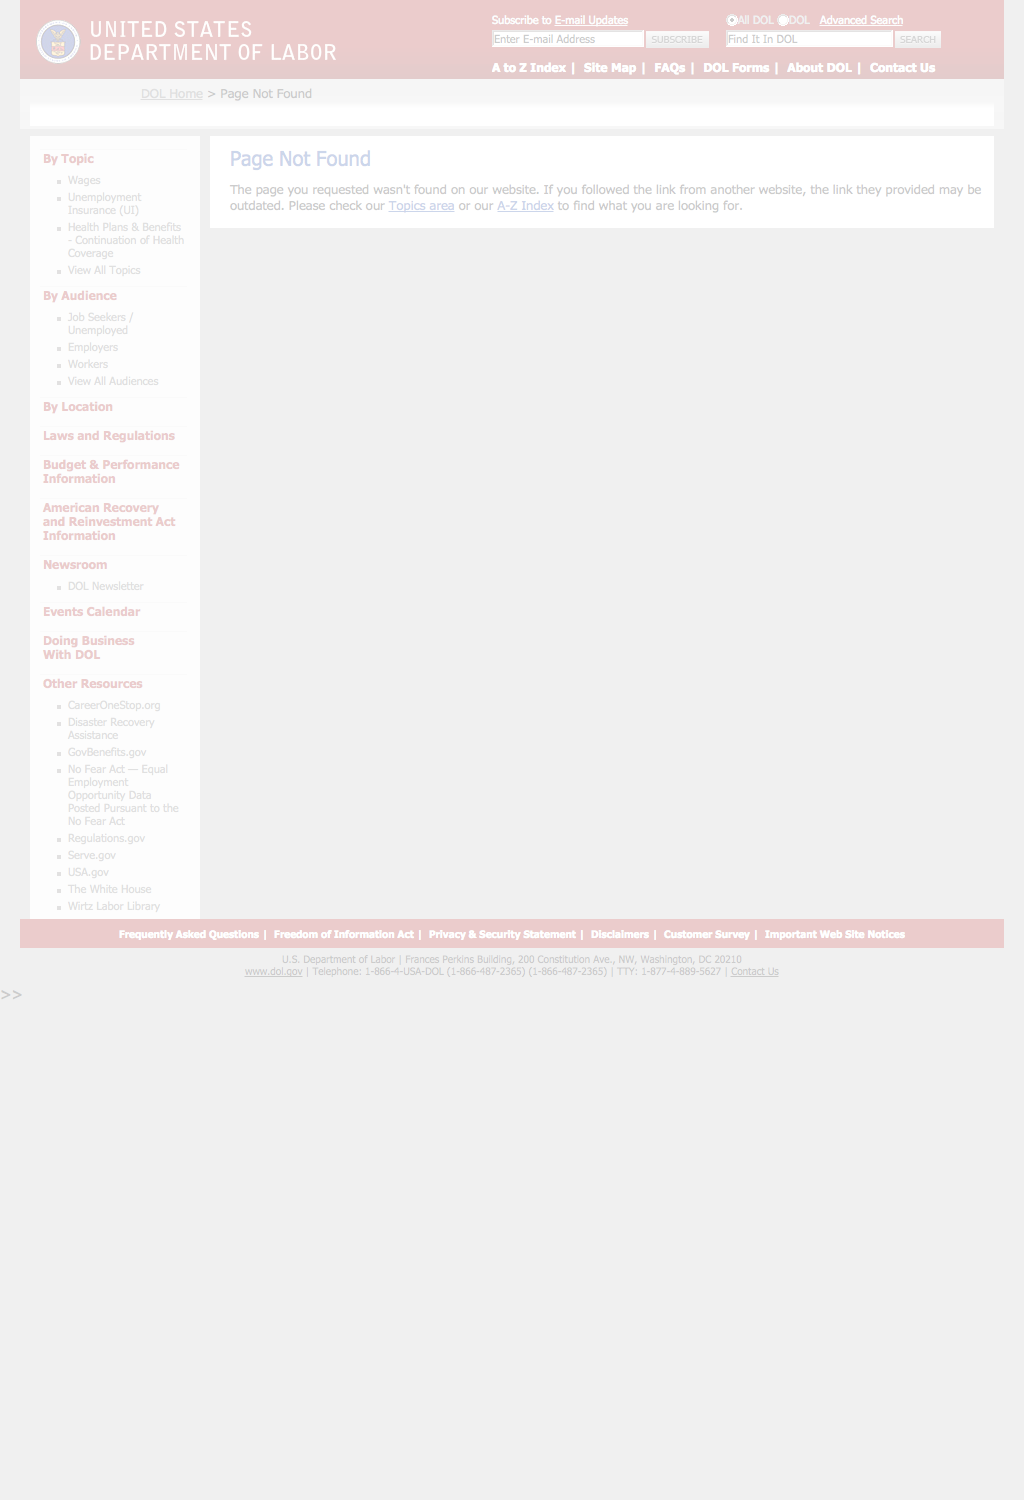 UNITED STATES
DEPARTMENT OF LABOR
Subscribe to E-mail Updates
Enter E-mail Address SUBSCRIBE
All DOL DOL Advanced Search
Find It In DOL SEARCH
A to Z Index | Site Map | FAQs | DOL Forms | About DOL | Contact Us
DOL Home > Page Not Found
By Topic
Wages
Unemployment
Insurance (UI)
Health Plans & Benefits
- Continuation of Health
Coverage
View All Topics
By Audience
Job Seekers /
Unemployed
Employers
Workers
View All Audiences
By Location
Laws and Regulations
Budget & Performance
Information
American Recovery
and Reinvestment Act
Information
Newsroom
DOL Newsletter
Events Calendar
Doing Business
With DOL
Other Resources
CareerOneStop.org
Disaster Recovery
Assistance
GovBenefits.gov
No Fear Act — Equal
Employment
Opportunity Data
Posted Pursuant to the
No Fear Act
Regulations.gov
Serve.gov
USA.gov
The White House
Wirtz Labor Library
Page Not Found
The page you requested wasn't found on our website. If you followed the link from another website, the link they provided may be
outdated. Please check our Topics area or our A-Z Index to find what you are looking for.
Frequently Asked Questions | Freedom of Information Act | Privacy & Security Statement | Disclaimers | Customer Survey | Important Web Site Notices
U.S. Department of Labor | Frances Perkins Building, 200 Constitution Ave., NW, Washington, DC 20210
www.dol.gov | Telephone: 1-866-4-USA-DOL (1-866-487-2365) (1-866-487-2365) | TTY: 1-877-4-889-5627 | Contact Us
>>